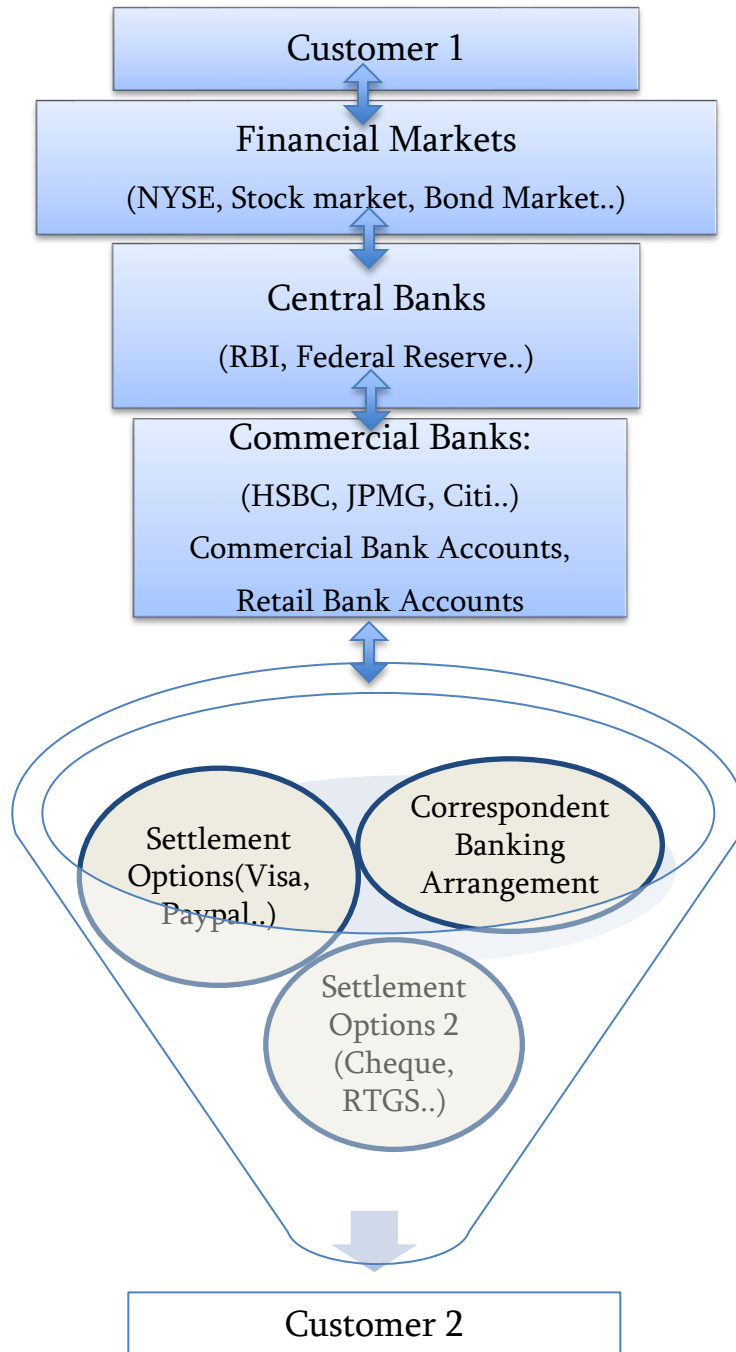 Customer 1
Financial Markets
(NYSE, Stock market, Bond Market..)
Central Banks
(RBI, Federal Reserve..)
Commercial Banks:
(HSBC, JPMG, Citi..)
Commercial Bank Accounts,
Retail Bank Accounts
Settlement
Options(Visa,
Paypal..)
Correspondent
Banking
Arrangement
Settlement
Options 2
(Cheque,
RTGS..)
Customer 2